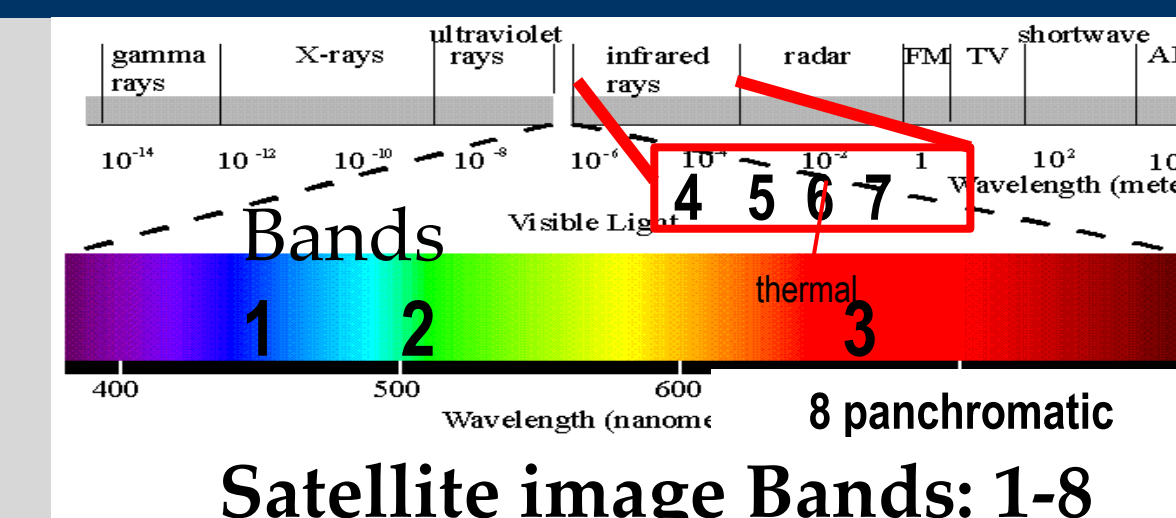 gamma rays X-rays ultraviolet rays infrared rays radar FM TV shortwave
10⁻¹⁴ 10⁻¹² 10⁻¹⁰ 10⁻⁸ 10⁻⁶ 10⁻⁴ 10⁻² 1 10²
Wavelength (mete
4 5 6 7
Visible Light
Bands
thermal
1 2 3
400 500 600
Wavelength (nanome
8 panchromatic
Satellite image Bands: 1-8